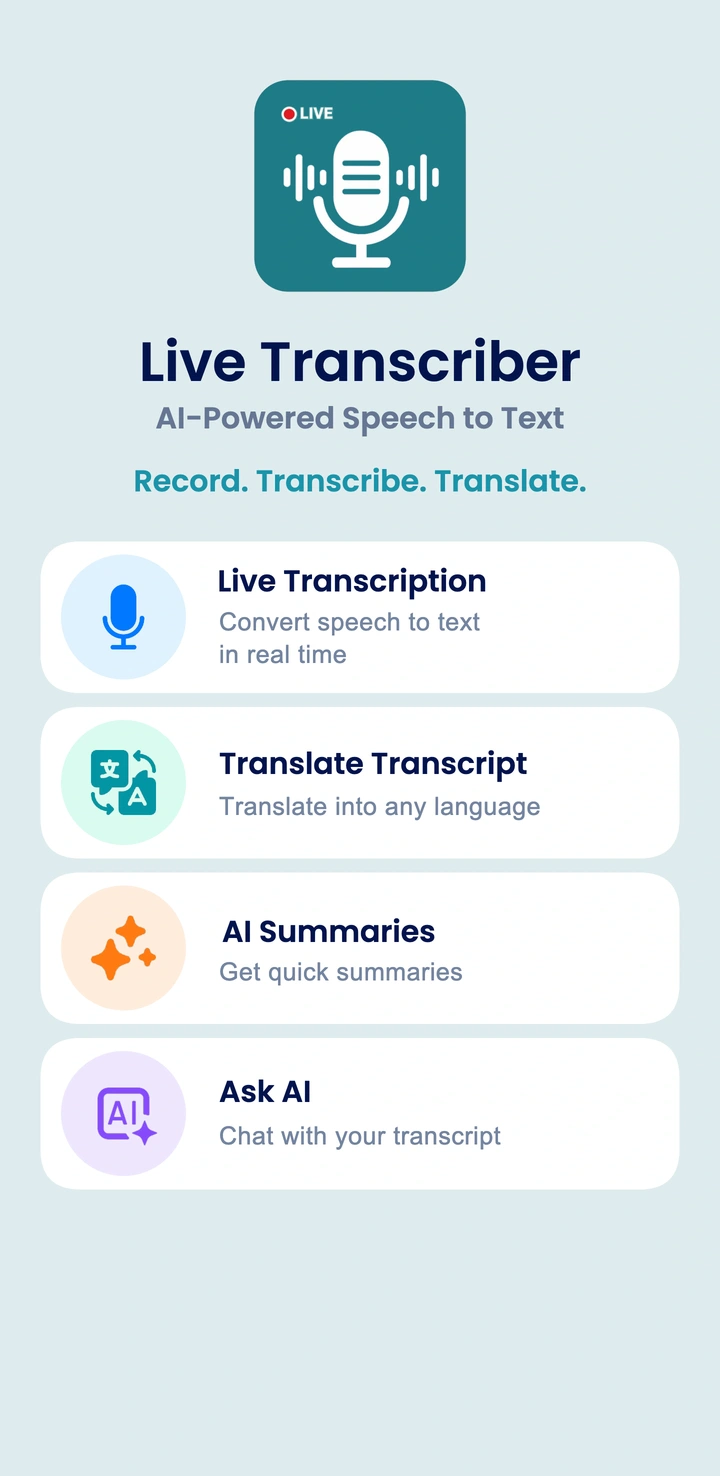 LIVE
Live Transcriber
AI-Powered Speech to Text
Record. Transcribe. Translate.
Live Transcription
Convert speech to text
in real time
文
A
Translate Transcript
Translate into any language
AI Summaries
Get quick summaries
AI
Ask AI
Chat with your transcript